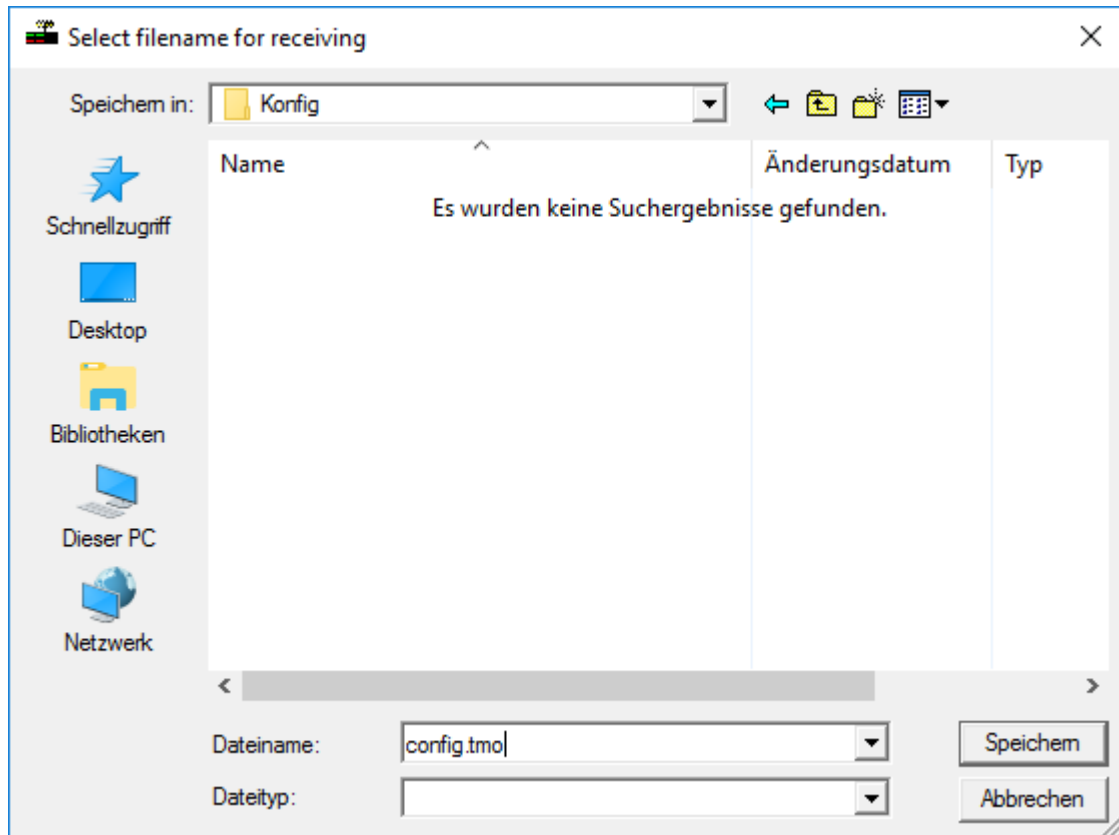 Select filename for receiving
Speichern in: Konfig
Name Änderungsdatum Typ
Es wurden keine Suchergebnisse gefunden.
Schnellzugriff
Desktop
Bibliotheken
Dieser PC
Netzwerk
Dateiname: config.tmo Speichern
Dateityp: Abbrechen